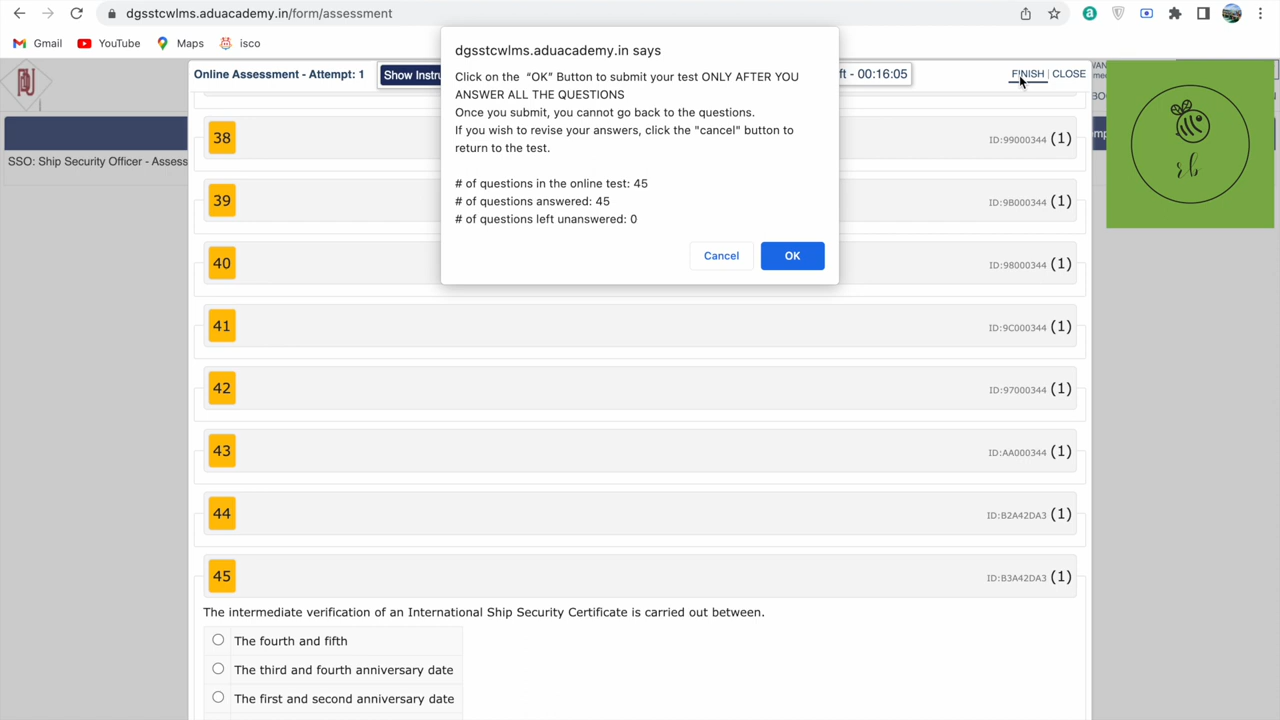 dgsstcwlms.aduacademy.in/form/assessment
Gmail
YouTube
Maps
isco
dgsstcwlms.aduacademy.in says
Click on the “OK” Button to submit your test ONLY AFTER YOU
ANSWER ALL THE QUESTIONS
Once you submit, you cannot go back to the questions.
If you wish to revise your answers, click the "cancel" button to
return to the test.
# of questions in the online test: 45
# of questions answered: 45
# of questions left unanswered: 0
Cancel
OK
Online Assessment - Attempt: 1
Show Instru
ft - 00:16:05
FINISH | CLOSE
SSO: Ship Security Officer - Assess
rb
38 ID:99000344 (1)
39 ID:9B000344 (1)
40 ID:98000344 (1)
41 ID:9C000344 (1)
42 ID:97000344 (1)
43 ID:AA000344 (1)
44 ID:B2A42DA3 (1)
45 ID:B3A42DA3 (1)
The intermediate verification of an International Ship Security Certificate is carried out between.
The fourth and fifth
The third and fourth anniversary date
The first and second anniversary date